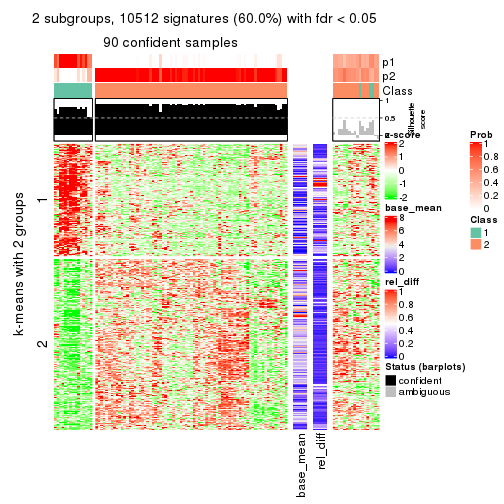 2 subgroups, 10512 signatures (60.0%) with fdr < 0.05
90 confident samples
p1
p2
Class
1
0.5
0
Silhouette
score
z-score
2
1
0
-1
-2
base_mean
8
6
4
2
0
rel_diff
1
0.8
0.6
0.4
0.2
0
Status (barplots)
confident
ambiguous
Prob
1
0.8
0.6
0.4
0.2
0
Class
1
2
k-means with 2 groups
1
2
base_mean
rel_diff